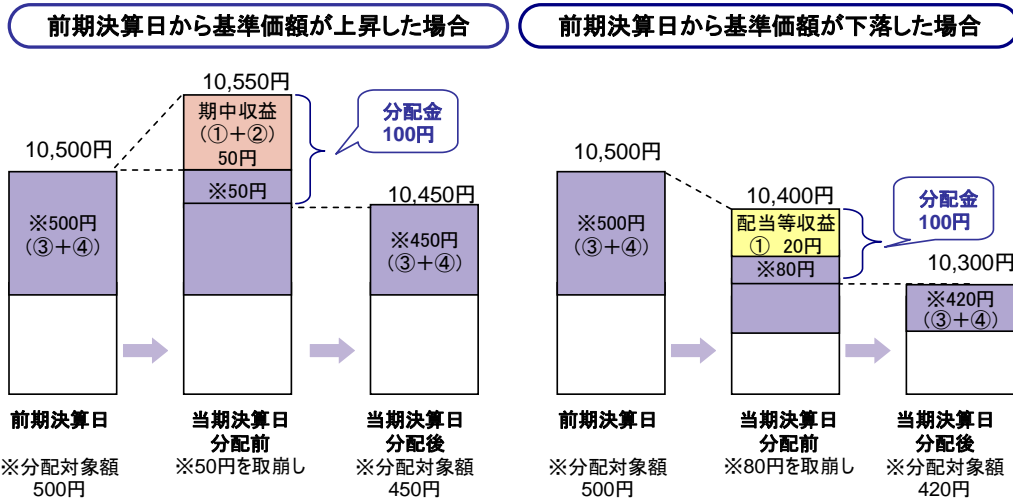 前期決算日から基準価額が上昇した場合
10,550円
期中収益
(①+②)
50円
分配金
100円
10,500円
※50円
10,450円
※500円
(③+④)
※450円
(③+④)
前期決算日
当期決算日
分配前
当期決算日
分配後
※分配対象額
500円
※50円を取崩し
※分配対象額
450円
前期決算日から基準価額が下落した場合
10,500円
10,400円
分配金
100円
※500円
(③+④)
配当等収益
① 20円
※80円
10,300円
※420円
(③+④)
前期決算日
当期決算日
分配前
当期決算日
分配後
※分配対象額
500円
※80円を取崩し
※分配対象額
420円